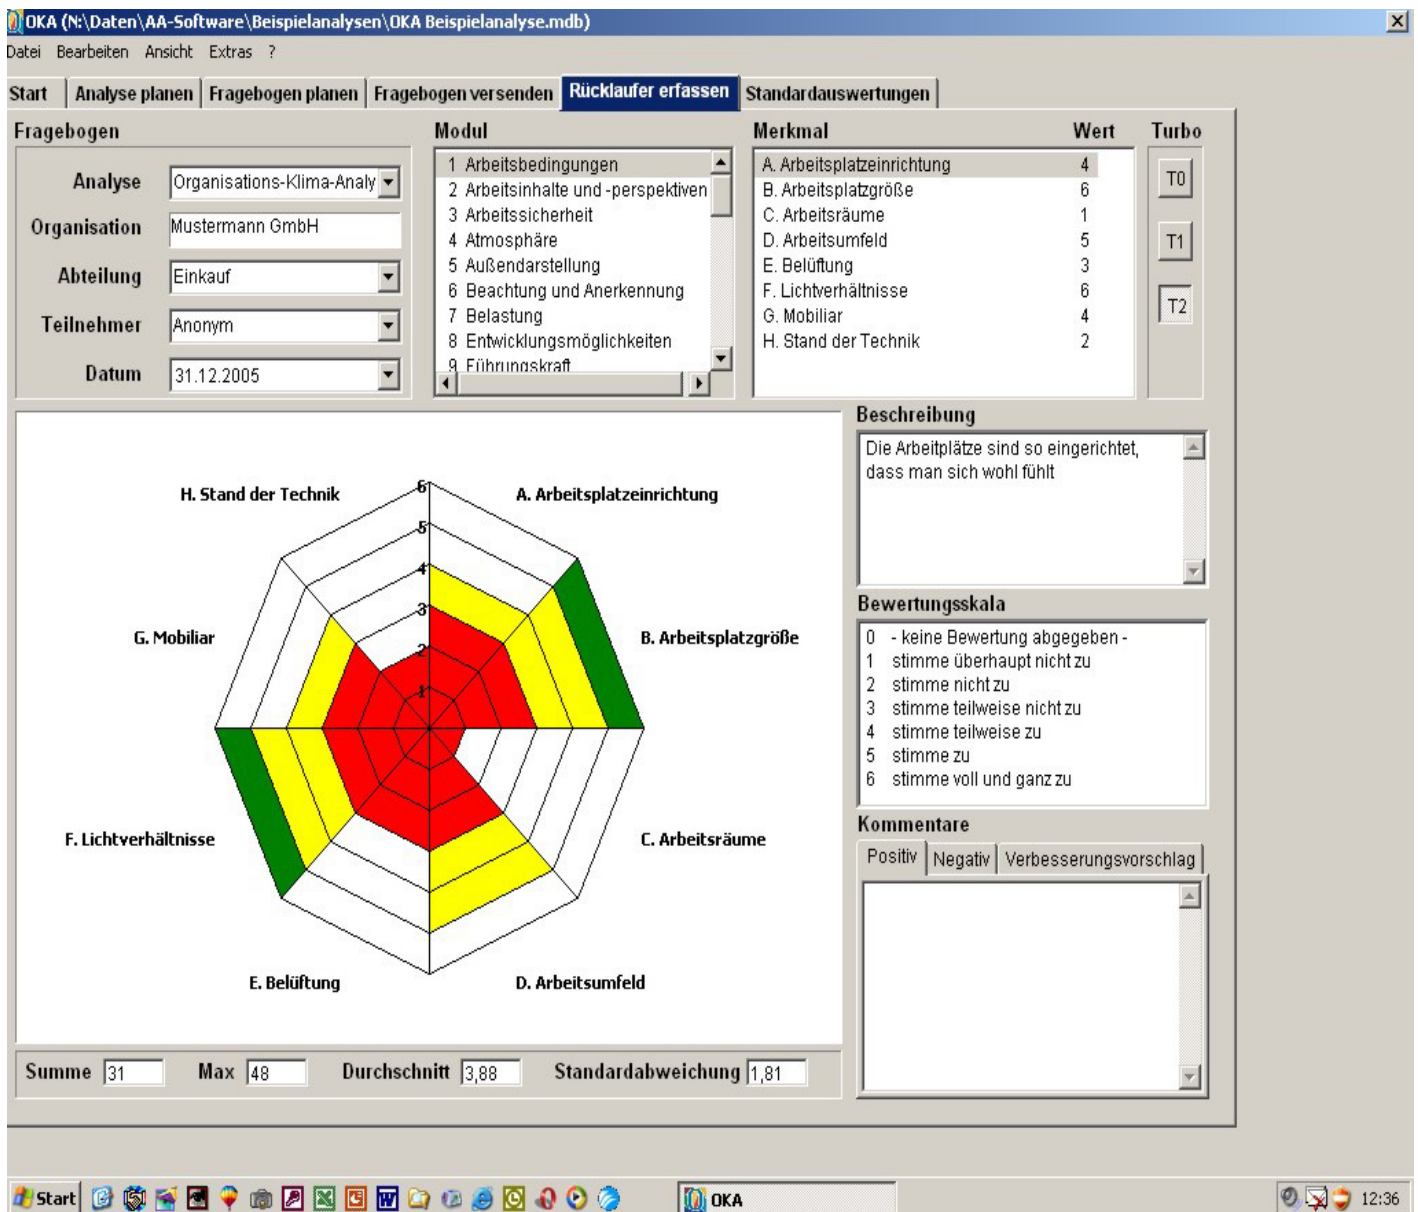 OKA (N:\Daten\AA-Software\Beispielanalysen\OKA Beispielanalyse.mdb)
Datei Bearbeiten Ansicht Extras ?
Start Analyse planen Fragebogen planen Fragebogen versenden Rücklaufer erfassen Standardauswertungen
Fragebogen
Analyse Organisations-Klima-Analy
Organisation Mustermann GmbH
Abteilung Einkauf
Teilnehmer Anonym
Datum 31.12.2005
Modul
1 Arbeitsbedingungen
2 Arbeitsinhalte und -perspektiven
3 Arbeitssicherheit
4 Atmosphäre
5 Außendarstellung
6 Beachtung und Anerkennung
7 Belastung
8 Entwicklungsmöglichkeiten
9 Führungskraft
Merkmal Wert
A. Arbeitsplatzeinrichtung 4
B. Arbeitsplatzgröße 6
C. Arbeitsräume 1
D. Arbeitsumfeld 5
E. Belüftung 3
F. Lichtverhältnisse 6
G. Mobiliar 4
H. Stand der Technik 2
Turbo
T0
T1
T2
H. Stand der Technik
A. Arbeitsplatzeinrichtung
G. Mobiliar
B. Arbeitsplatzgröße
F. Lichtverhältnisse
C. Arbeitsräume
E. Belüftung
D. Arbeitsumfeld
6
5
4
3
2
1
Beschreibung
Die Arbeitplätze sind so eingerichtet,
dass man sich wohl fühlt
Bewertungsskala
0 - keine Bewertung abgegeben -
1 stimme überhaupt nicht zu
2 stimme nicht zu
3 stimme teilweise nicht zu
4 stimme teilweise zu
5 stimme zu
6 stimme voll und ganz zu
Kommentare
Positiv Negativ Verbesserungsvorschlag
Summe 31 Max 48 Durchschnitt 3,88 Standardabweichung 1,81
Start OKA 12:36